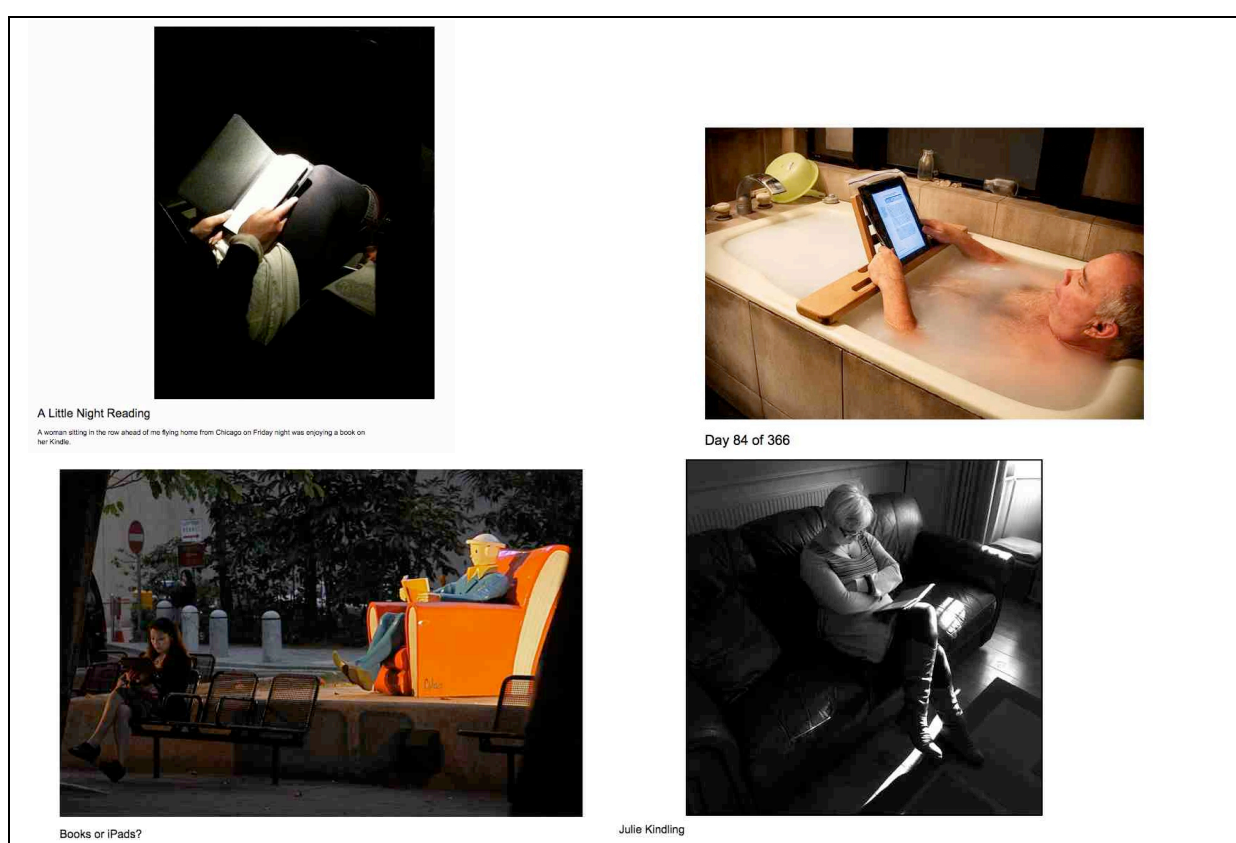 A Little Night Reading
A woman sitting in the row ahead of me flying home from Chicago on Friday night was enjoying a book on
her Kindle.
Day 84 of 366
Books or iPads?
Julie Kindling